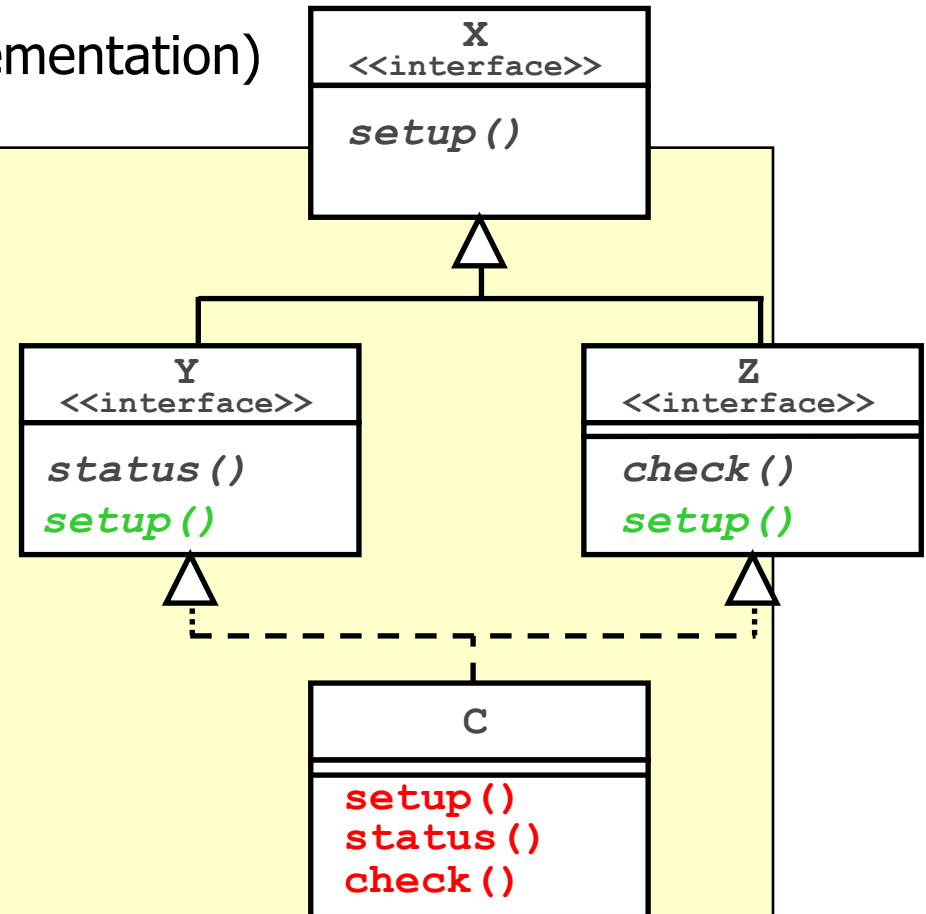 ementation)
X
<<interface>>
setup()
Y
<<interface>>
status()
setup()
Z
<<interface>>
check()
setup()
C
setup()
status()
check()